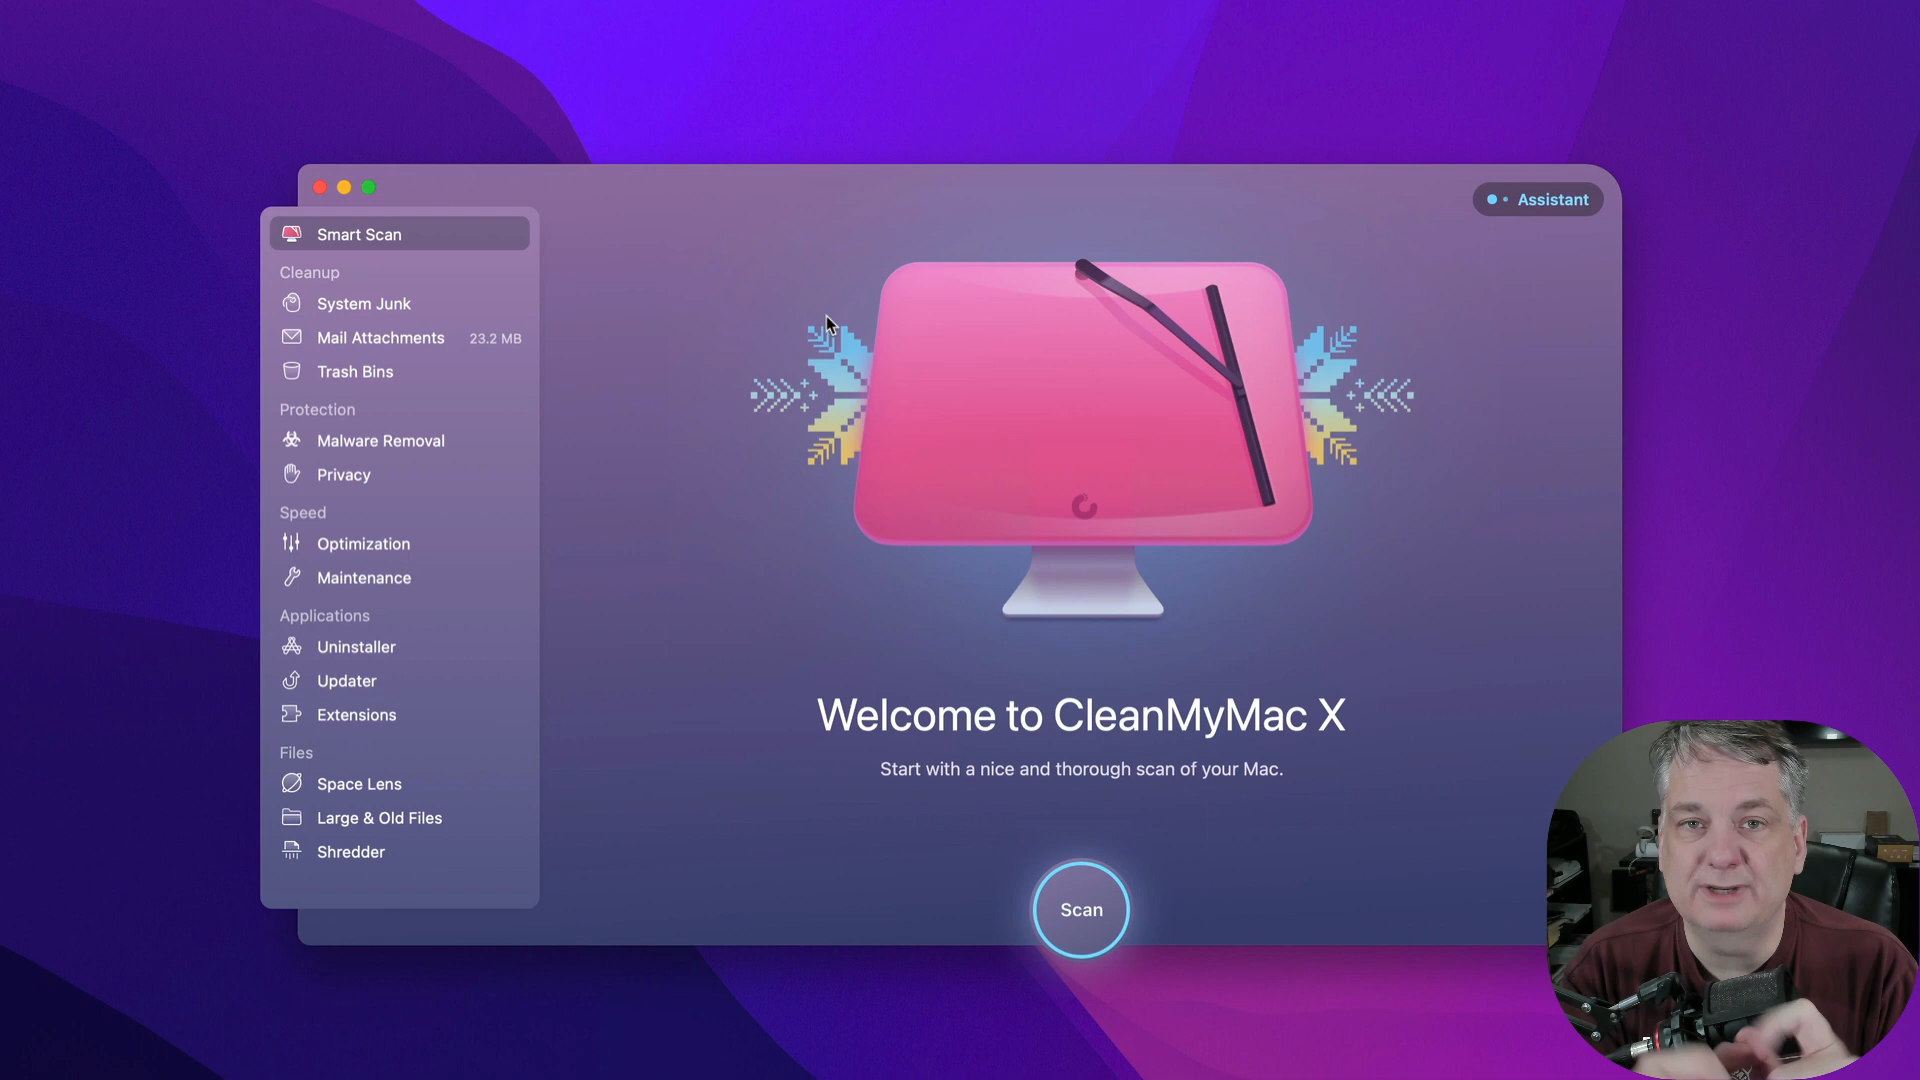 Assistant
Smart Scan
Cleanup
System Junk
Mail Attachments 23.2 MB
Trash Bins
Protection
Malware Removal
Privacy
Speed
Optimization
Maintenance
Applications
Uninstaller
Updater
Extensions
Files
Space Lens
Large & Old Files
Shredder
Welcome to CleanMyMac X
Start with a nice and thorough scan of your Mac.
Scan